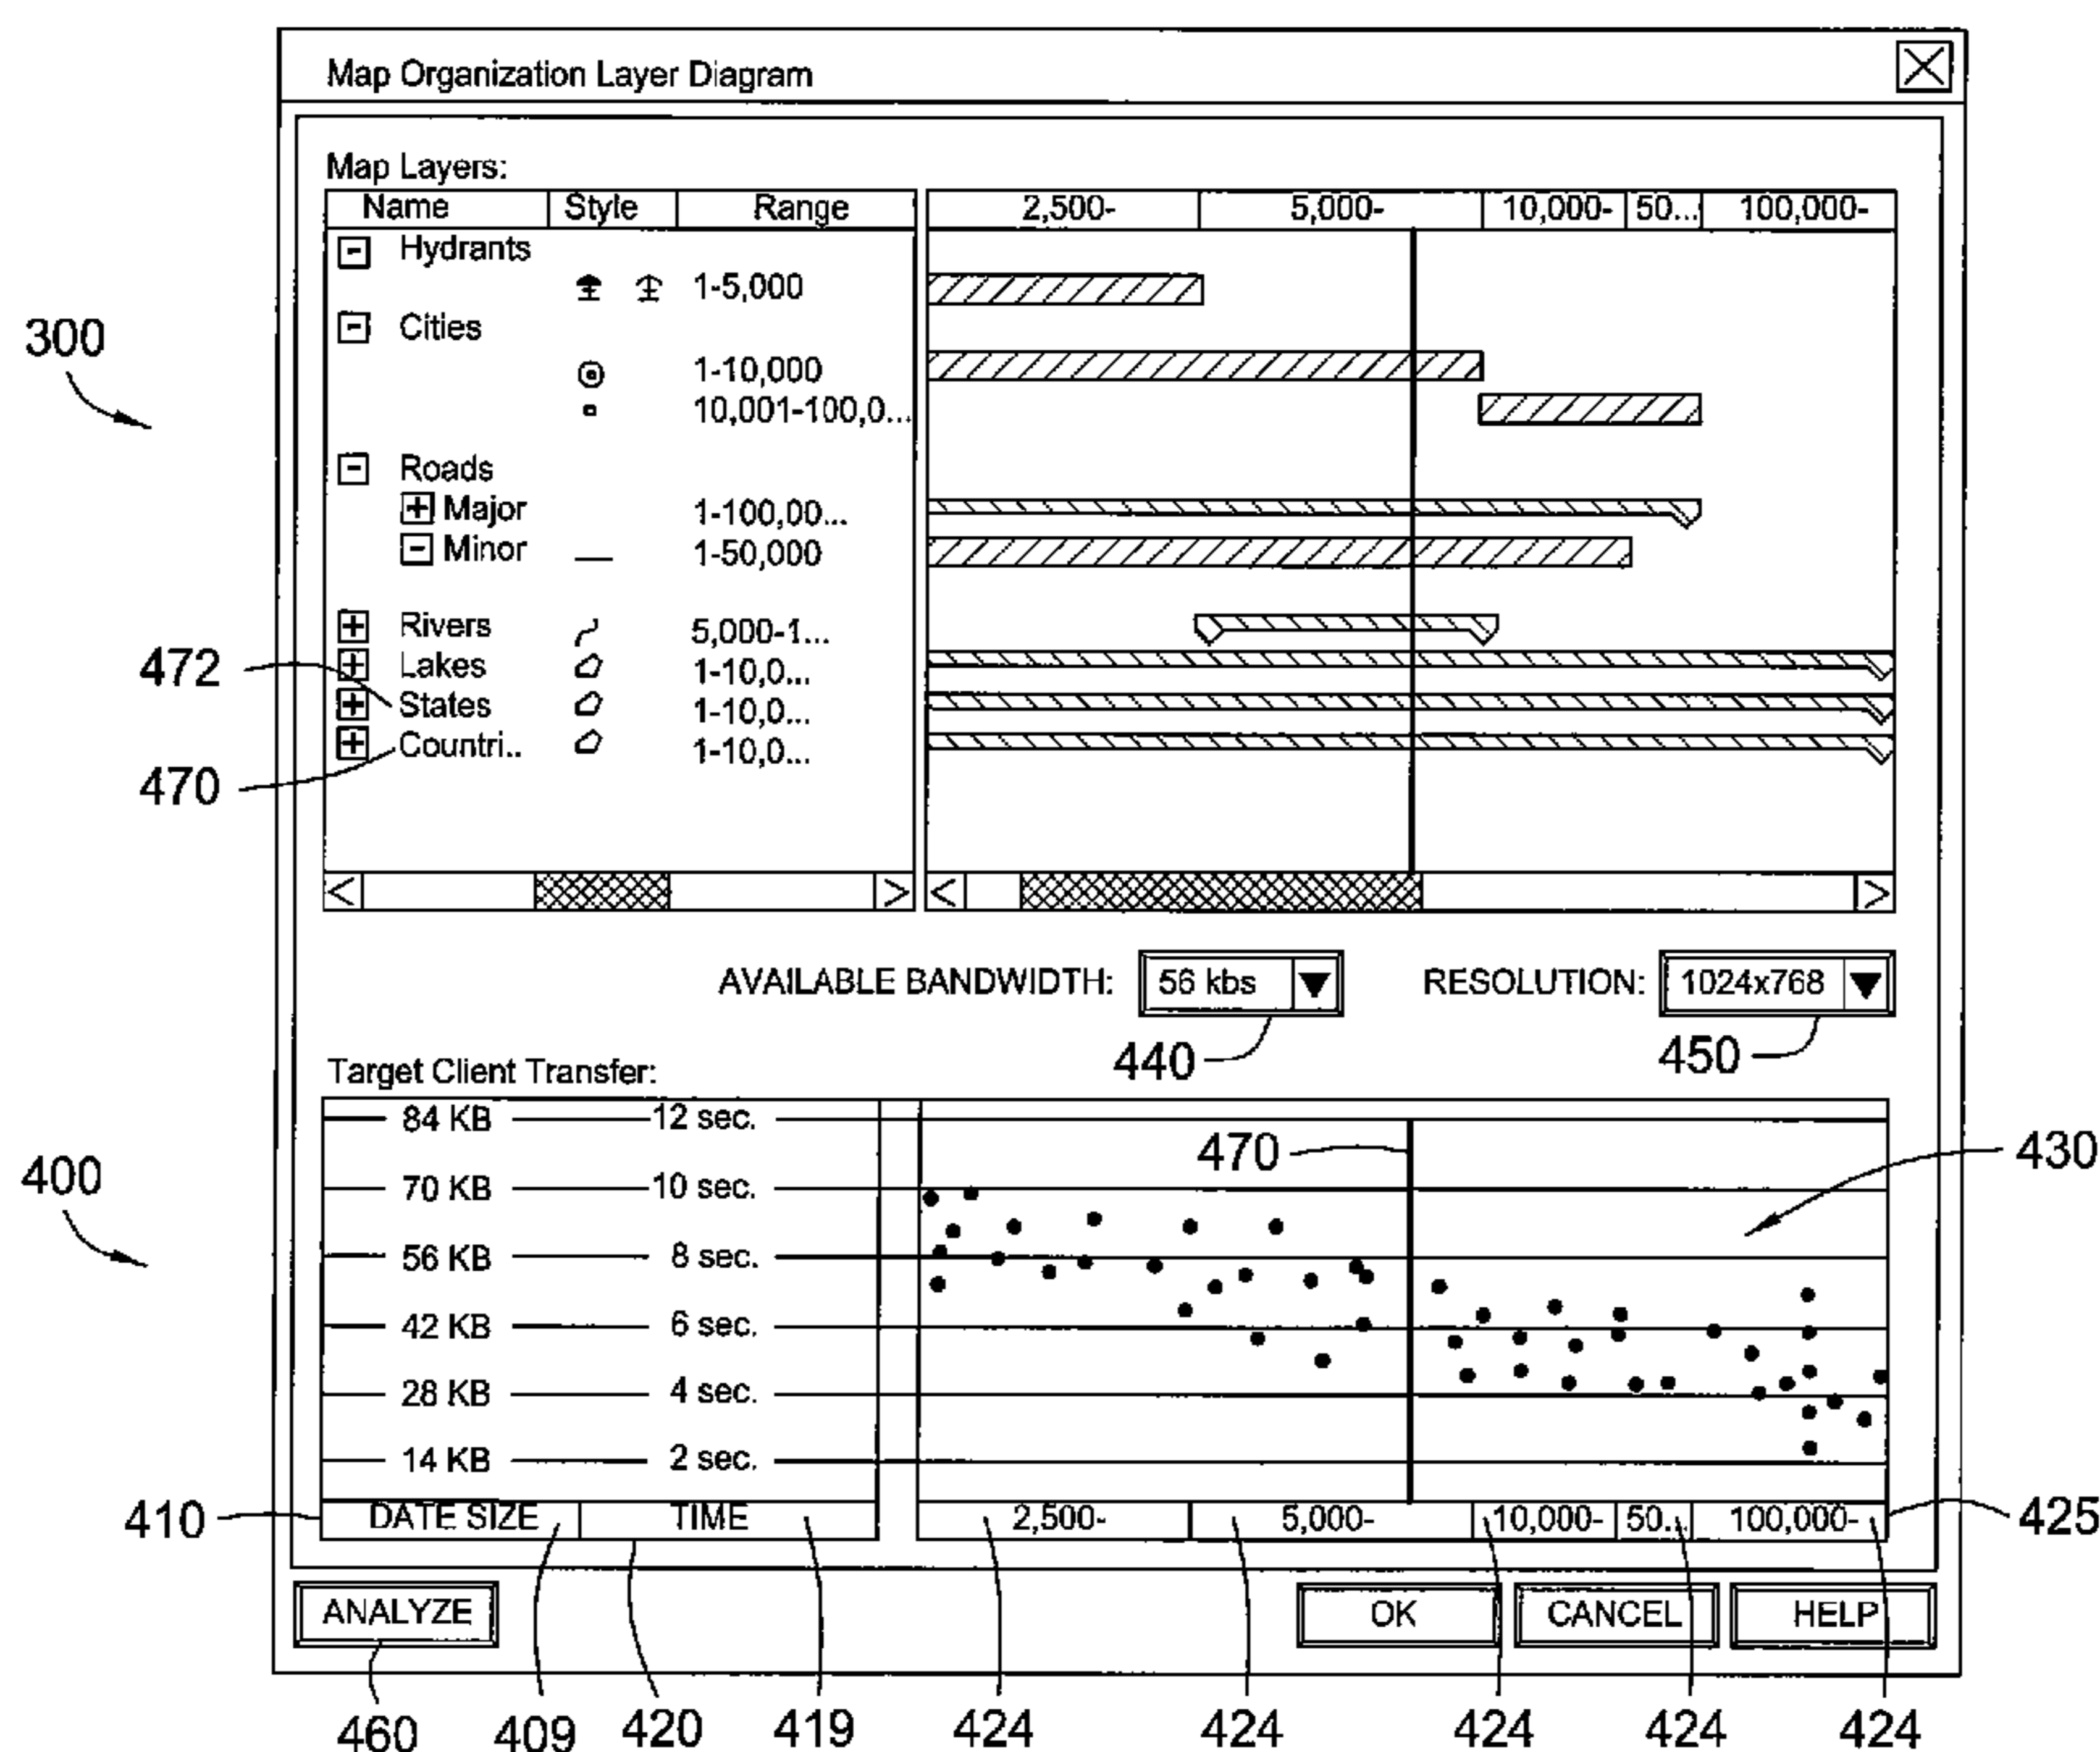 Map Organization Layer Diagram
Map Layers:
Name Style Range 2,500- 5,000- 10,000- 50... 100,000-
Hydrants
1-5,000
300
Cities
1-10,000
10,001-100,0...
Roads
Major 1-100,00...
Minor 1-50,000
Rivers 5,000-1...
472 Lakes 1-10,0...
States 1-10,0...
470 Countri.. 1-10,0...
AVAILABLE BANDWIDTH: 56 kbs RESOLUTION: 1024x768
440 450
Target Client Transfer:
84 KB 12 sec.
470 430
400 70 KB 10 sec.
56 KB 8 sec.
42 KB 6 sec.
28 KB 4 sec.
14 KB 2 sec.
410 DATE SIZE TIME 2,500- 5,000- 10,000- 50... 100,000- 425
ANALYZE OK CANCEL HELP
460 409 420 419 424 424 424 424 424